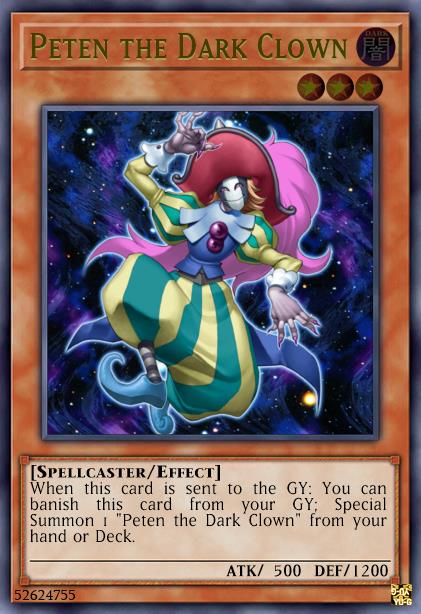 PETEN THE DARK CLOWN
DARK
闇
[SPELLCASTER/EFFECT]
When this card is sent to the GY: You can
banish this card from your GY; Special
Summon 1 "Peten the Dark Clown" from your
hand or Deck.
ATK/ 500 DEF/1200
52624755